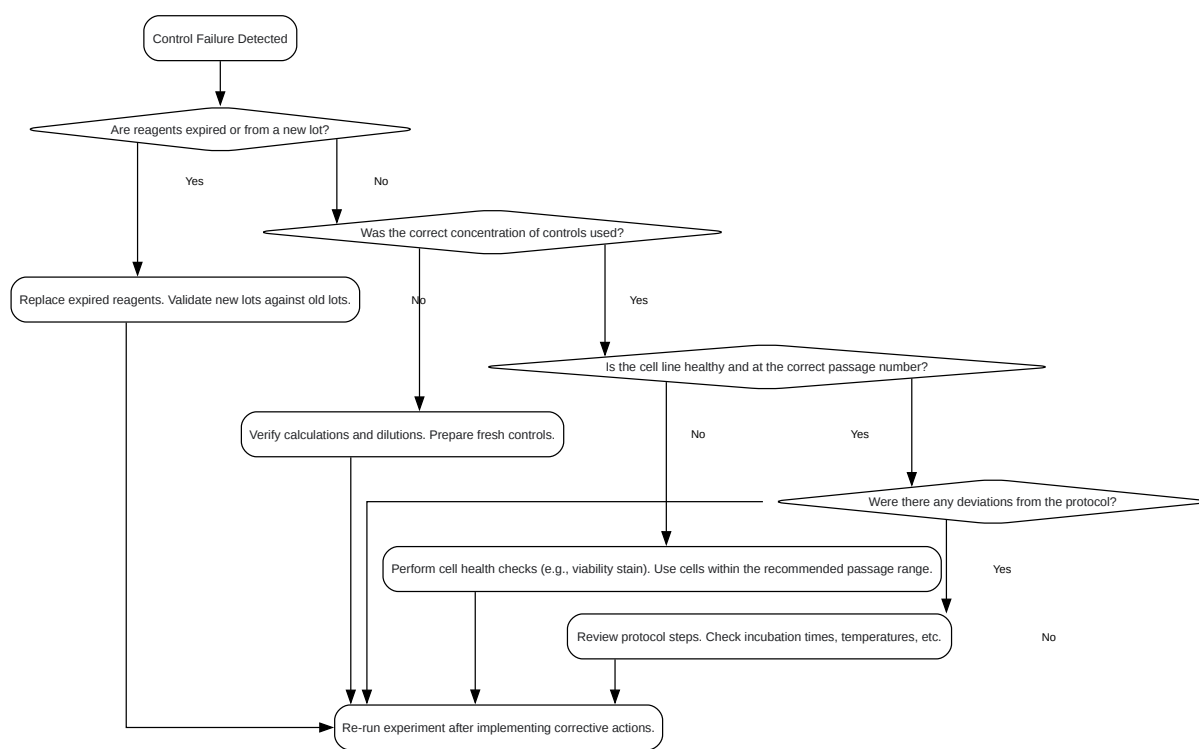 Control Failure Detected
Are reagents expired or from a new lot?
Yes
No
Was the correct concentration of controls used?
Replace expired reagents. Validate new lots against old lots.
No
Yes
Is the cell line healthy and at the correct passage number?
Verify calculations and dilutions. Prepare fresh controls.
No
Yes
Were there any deviations from the protocol?
Perform cell health checks (e.g., viability stain). Use cells within the recommended passage range.
Yes
Review protocol steps. Check incubation times, temperatures, etc.
No
Re-run experiment after implementing corrective actions.